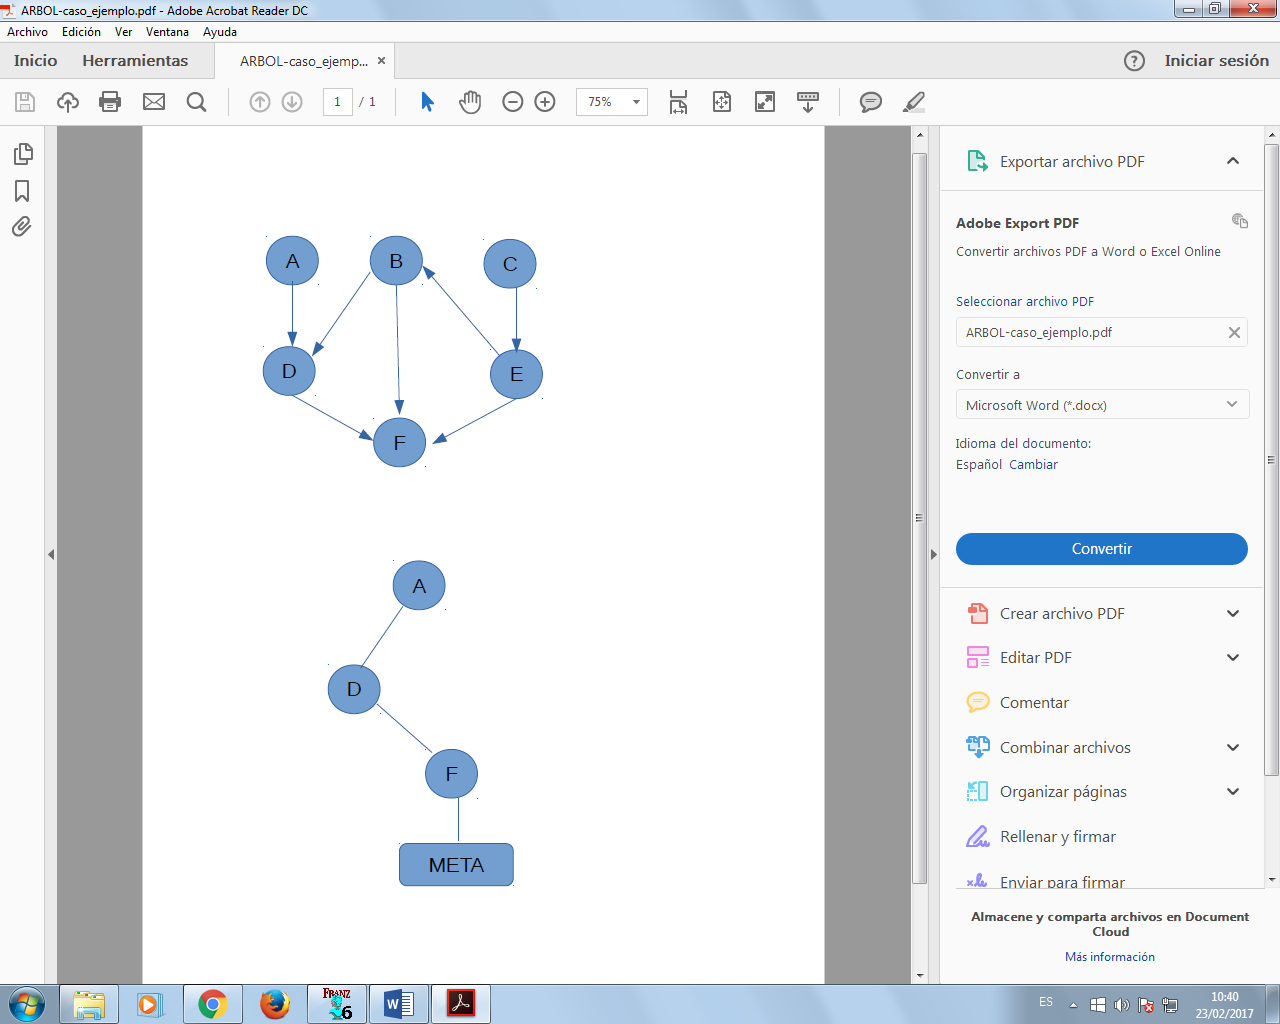 ARBOL-caso_ejemplo.pdf - Adobe Acrobat Reader DC
Archivo Edición Ver Ventana Ayuda
Inicio Herramientas ARBOL-caso_ejemp... × Iniciar sesión
1 / 1 75%
A B C
D E
F
A
D
F
META
Exportar archivo PDF
Adobe Export PDF
Convertir archivos PDF a Word o Excel Online
Seleccionar archivo PDF
ARBOL-caso_ejemplo.pdf
Convertir a
Microsoft Word (*.docx)
Idioma del documento:
Español Cambiar
Convertir
Crear archivo PDF
Editar PDF
Comentar
Combinar archivos
Organizar páginas
Rellenar y firmar
Enviar para firmar
Almacene y comparta archivos en Document
Cloud
Más información
FRANZ
6
ES
10:40
23/02/2017